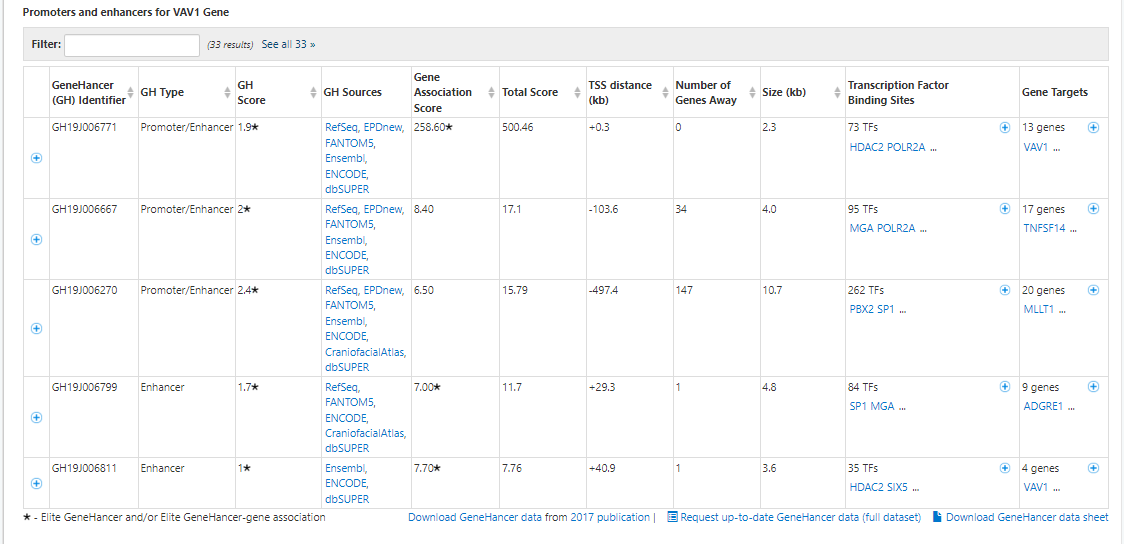 Promoters and enhancers for VAV1 Gene
Filter: (33 results) See all 33 »
GeneHancer (GH) Identifier GH Type GH Score GH Sources Gene Association Score Total Score TSS distance (kb) Number of Genes Away Size (kb) Transcription Factor Binding Sites Gene Targets
GH19J006771 Promoter/Enhancer 1.9★ RefSeq, EPDnew, 258.60★ 500.46 +0.3 0 2.3 73 TFs 13 genes
FANTOM5, HDAC2 POLR2A ... VAV1 ...
Ensembl,
ENCODE,
dbSUPER
GH19J006667 Promoter/Enhancer 2★ RefSeq, EPDnew, 8.40 17.1 -103.6 34 4.0 95 TFs 17 genes
FANTOM5, MGA POLR2A ... TNFSF14 ...
Ensembl,
ENCODE,
dbSUPER
GH19J006270 Promoter/Enhancer 2.4★ RefSeq, EPDnew, 6.50 15.79 -497.4 147 10.7 262 TFs 20 genes
FANTOM5, PBX2 SP1 ... MLLT1 ...
Ensembl,
ENCODE,
CraniofacialAtlas,
dbSUPER
GH19J006799 Enhancer 1.7★ RefSeq, 7.00★ 11.7 +29.3 1 4.8 84 TFs 9 genes
FANTOM5, SP1 MGA ... ADGRE1 ...
ENCODE,
CraniofacialAtlas,
dbSUPER
GH19J006811 Enhancer 1★ Ensembl, 7.70★ 7.76 +40.9 1 3.6 35 TFs 4 genes
ENCODE, HDAC2 SIX5 ... VAV1 ...
dbSUPER
★ - Elite GeneHancer and/or Elite GeneHancer-gene association Download GeneHancer data from 2017 publication | Request up-to-date GeneHancer data (full dataset) Download GeneHancer data sheet